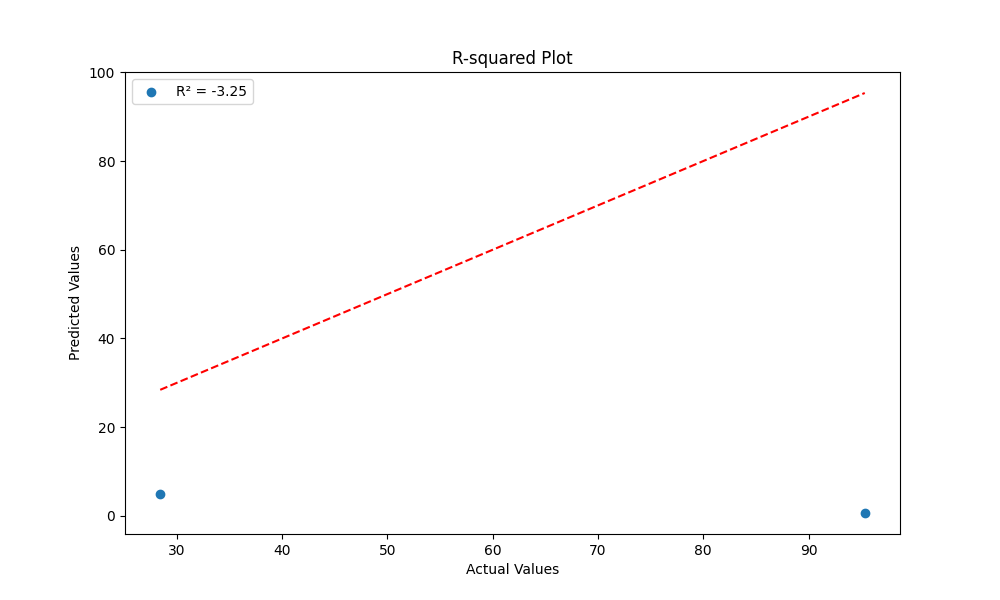 R-squared Plot
R² = -3.25
100
80
60
40
20
0
Predicted Values
30 40 50 60 70 80 90
Actual Values